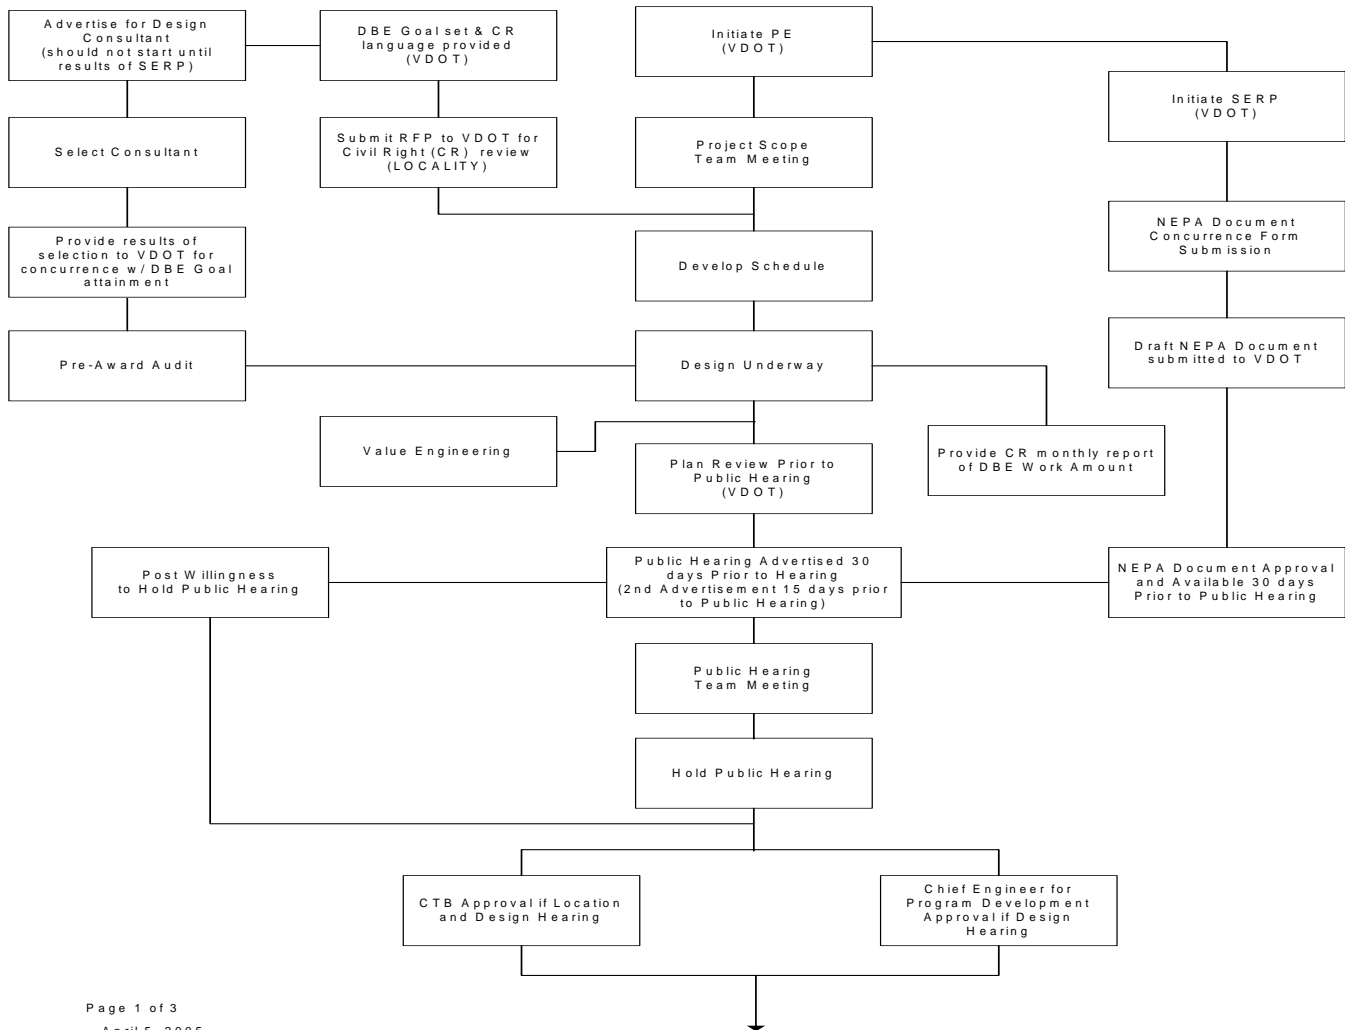 Advertise for Design
Consultant
(should not start until
results of SERP)
DBE Goal set & CR
language provided
(VDOT)
Initiate PE
(VDOT)
Initiate SERP
(VDOT)
Select Consultant
Submit RFP to VDOT for
Civil Right (CR) review
(LOCALITY)
Project Scope
Team Meeting
Provide results of
selection to VDOT for
concurrence w/DBE Goal
attainment
Develop Schedule
NEPA Document
Concurrence Form
Submission
Pre-Award Audit
Design Underway
Draft NEPA Document
submitted to VDOT
Value Engineering
Plan Review Prior to
Public Hearing
(VDOT)
Provide CR monthly report
of DBE Work Amount
Post Willingness
to Hold Public Hearing
Public Hearing Advertised 30
days Prior to Hearing
(2nd Advertisement 15 days prior
to Public Hearing)
NEPA Document Approval
and Available 30 days
Prior to Public Hearing
Public Hearing
Team Meeting
Hold Public Hearing
CTB Approval if Location
and Design Hearing
Chief Engineer for
Program Development
Approval if Design
Hearing
Page 1 of 3
April 5, 2005